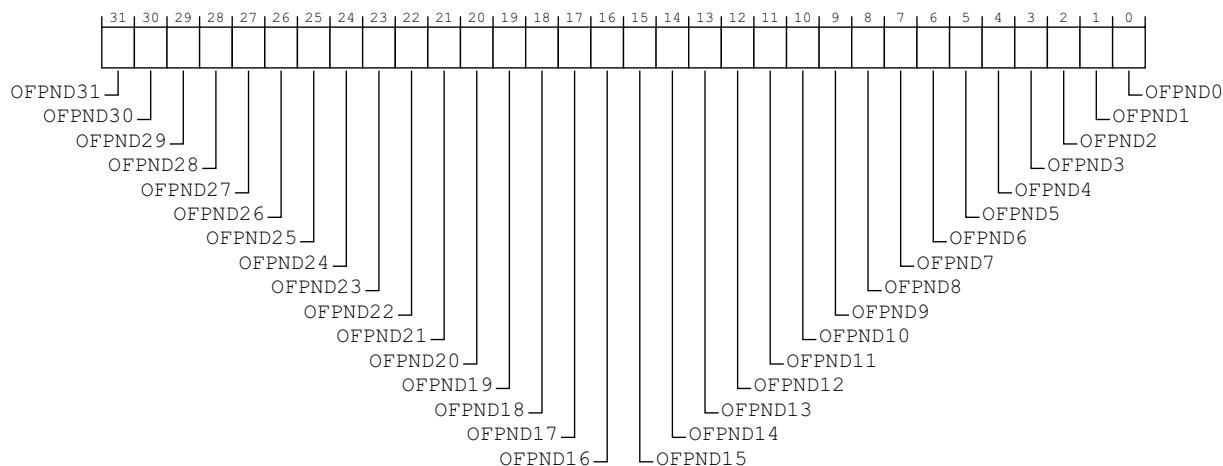 31 30 29 28 27 26 25 24 23 22 21 20 19 18 17 16 15 14 13 12 11 10 9 8 7 6 5 4 3 2 1 0
OFPND31 OFPND0
OFPND30 OFPND1
OFPND29 OFPND2
OFPND28 OFPND3
OFPND27 OFPND4
OFPND26 OFPND5
OFPND25 OFPND6
OFPND24 OFPND7
OFPND23 OFPND8
OFPND22 OFPND9
OFPND21 OFPND10
OFPND20 OFPND11
OFPND19 OFPND12
OFPND18 OFPND13
OFPND17 OFPND14
OFPND16 OFPND15